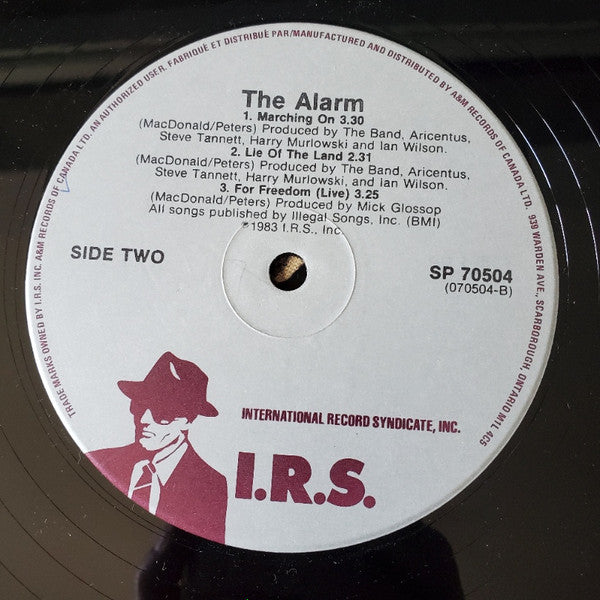 TRADE MARKS OWNED BY I.R.S. INC. A&M RECORDS OF CANADA LTD. AN AUTHORIZED USER. FABRIQUÉ ET DISTRIBUÉ PAR/MANUFACTURED AND DISTRIBUTED BY A&M RECORDS OF CANADA LTD. 939 WARDEN AVE., SCARBOROUGH, ONTARIO M1L 4C5
The Alarm
1. Marching On 3.30
(MacDonald/Peters) Produced by The Band, Aricentus,
Steve Tannett, Harry Murlowski and Ian Wilson.
2. Lie Of The Land 2.31
(MacDonald/Peters) Produced by The Band, Aricentus,
Steve Tannett, Harry Murlowski, and Ian Wilson.
3. For Freedom (Live) 3.25
(MacDonald/Peters) Produced by Mick Glossop
All songs published by Illegal Songs, Inc. (BMI)
℗1983 I.R.S., Inc.
SIDE TWO
SP 70504
(070504-B)
INTERNATIONAL RECORD SYNDICATE, INC.
I.R.S.